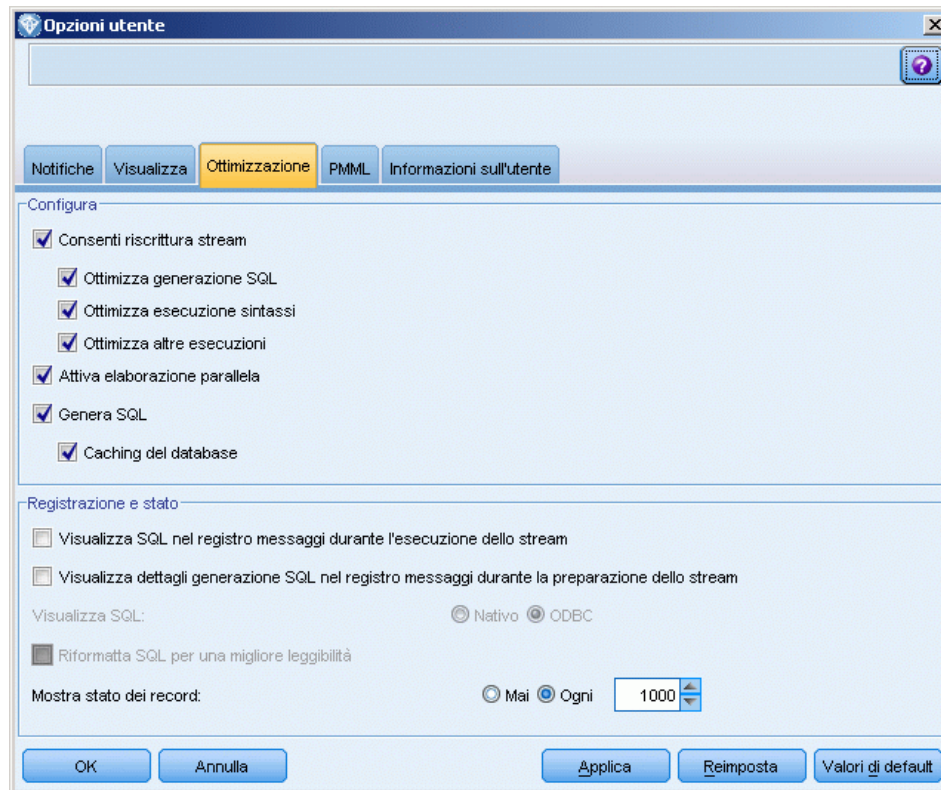 Opzioni utente
Notifiche
Visualizza
Ottimizzazione
PMML
Informazioni sull'utente
Configura
Consenti riscrittura stream
Ottimizza generazione SQL
Ottimizza esecuzione sintassi
Ottimizza altre esecuzioni
Attiva elaborazione parallela
Genera SQL
Caching del database
Registrazione e stato
Visualizza SQL nel registro messaggi durante l'esecuzione dello stream
Visualizza dettagli generazione SQL nel registro messaggi durante la preparazione dello stream
Visualizza SQL: Nativo ODBC
Riformatta SQL per una migliore leggibilità
Mostra stato dei record: Mai Ogni 1000
OK Annulla Applica Reimposta Valori di default